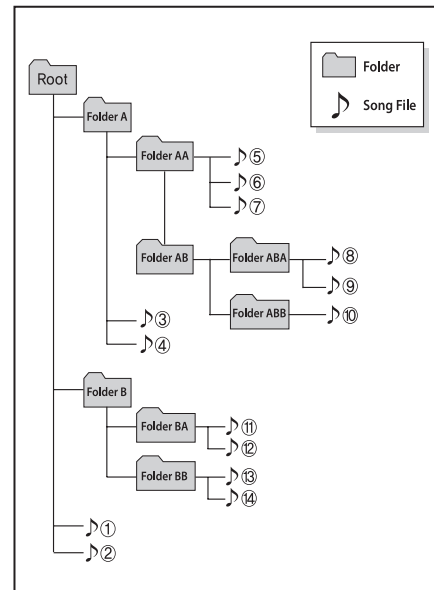 Root
Folder
Song File
Folder A
Folder AA
⑤
⑥
⑦
Folder AB
Folder ABA
⑧
⑨
Folder ABB
⑩
③
④
Folder B
Folder BA
⑪
⑫
Folder BB
⑬
⑭
①
②